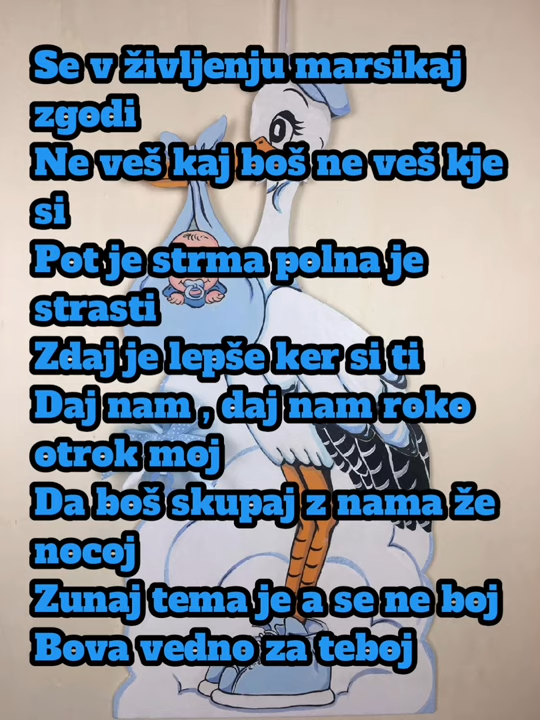 Se v življenju marsikaj
zgodi
Ne veš kaj boš ne veš kje
si
Pot je strma polna je
strasti
Zdaj je lepše ker si ti
Daj nam , daj nam roko
otrok moj
Da boš skupaj z nama že
nocoj
Zunaj tema je a se ne boj
Bova vedno za teboj